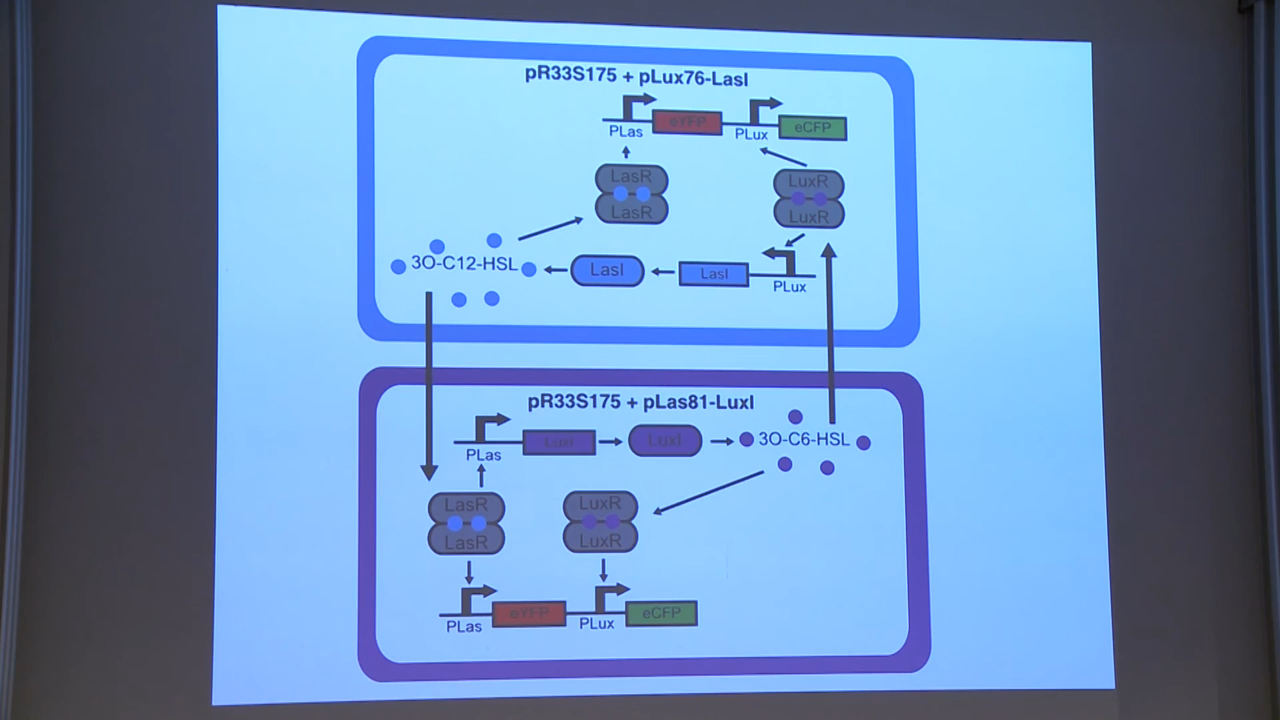 pR33S175 + pLux76-LasI
eYFP
eCFP
PLas
PLux
LasR
LasR
LuxR
LuxR
3O-C12-HSL
LasI
LasI
PLux
pR33S175 + pLas81-LuxI
PLas
LuxI
LuxI
3O-C6-HSL
LasR
LasR
LuxR
LuxR
PLas
eYFP
PLux
eCFP